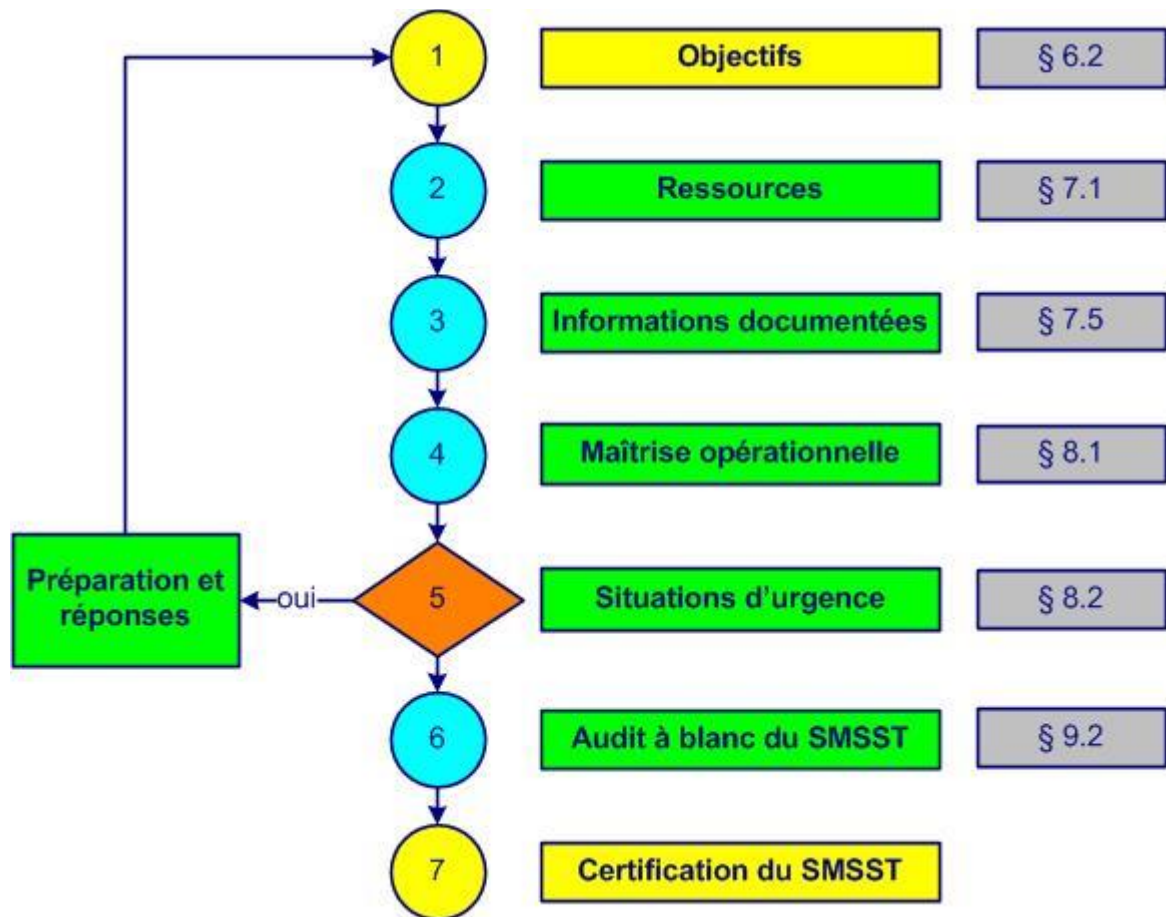 1
Objectifs
§ 6.2
2
Ressources
§ 7.1
3
Informations documentées
§ 7.5
4
Maîtrise opérationnelle
§ 8.1
Préparation et
réponses
oui
5
Situations d'urgence
§ 8.2
6
Audit à blanc du SMSST
§ 9.2
7
Certification du SMSST